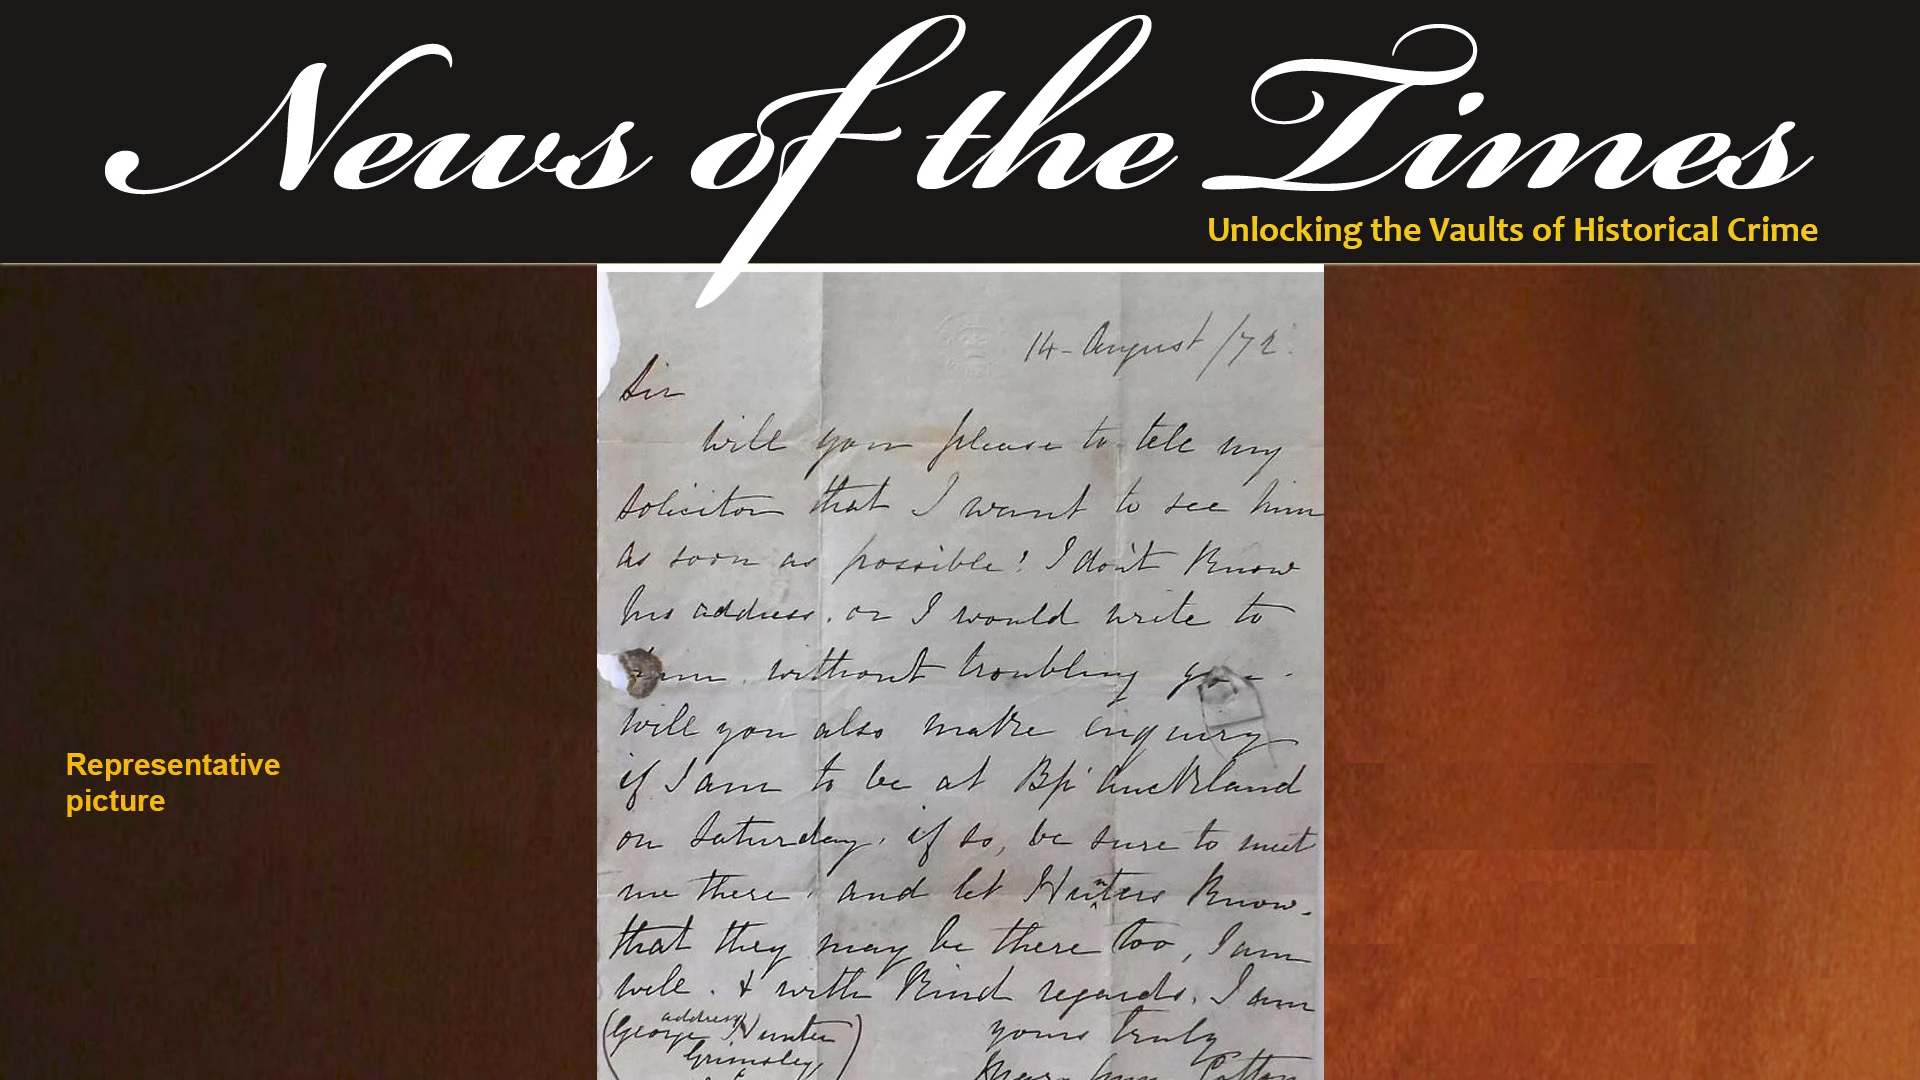 News of the Times
Unlocking the Vaults of Historical Crime
14 - August /72.
Sir
will you please to tell my
solicitor that I want to see him
as soon as possible! I don't Know
his address. or I would write to
him. without troubling you.
will you also make enquiry
if I am to be at Bp Auckland
on Saturday. if so, be sure to meet
me there. and let Hunters Know.
that they may be there too, I am
well. & with Kind regards. I am
yours truly
Mary Ann Cotton
(address
George Hunter
Grimsley
Representative
picture